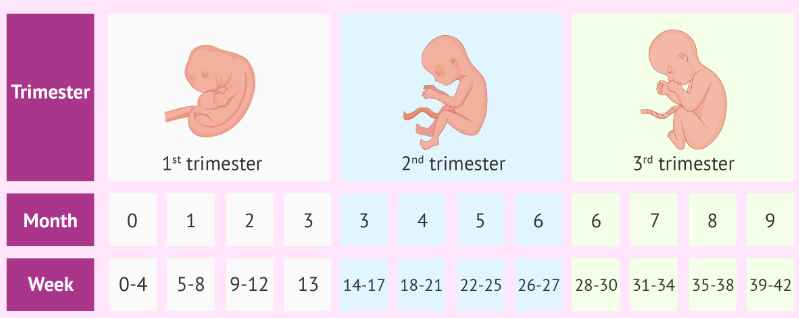 Trimester
1st trimester
2nd trimester
3rd trimester
Month 0 1 2 3 3 4 5 6 6 7 8 9
Week 0-4 5-8 9-12 13 14-17 18-21 22-25 26-27 28-30 31-34 35-38 39-42